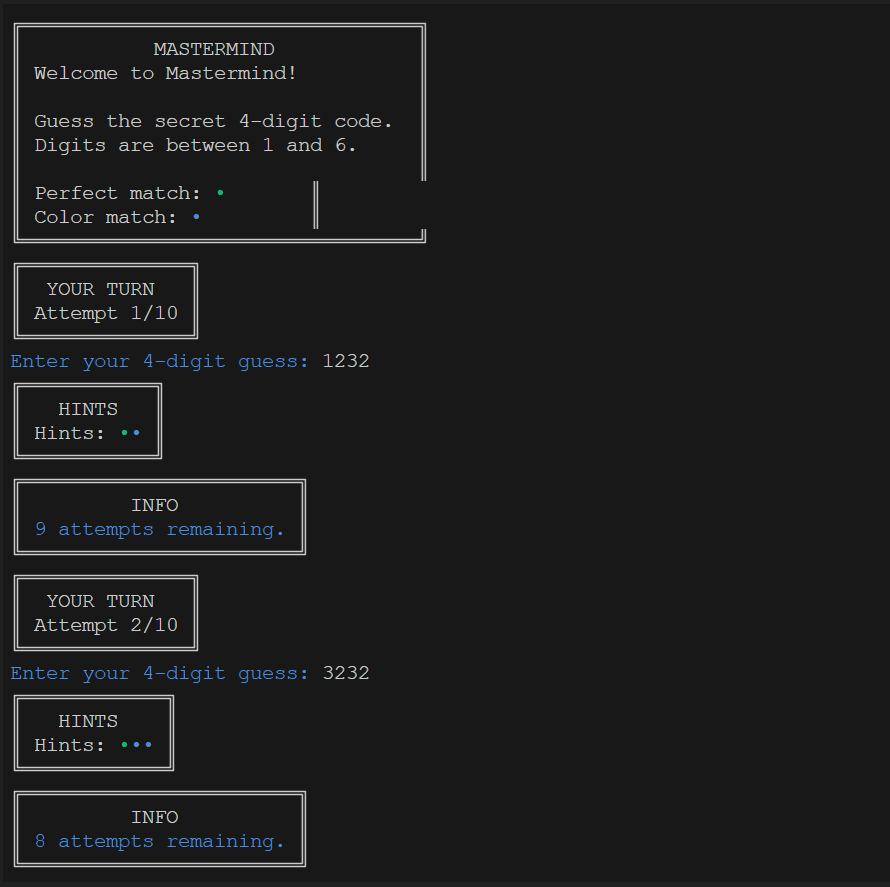 MASTERMIND
Welcome to Mastermind!
Guess the secret 4-digit code.
Digits are between 1 and 6.
Perfect match: •
Color match: •
YOUR TURN
Attempt 1/10
Enter your 4-digit guess: 1232
HINTS
Hints: ••
INFO
9 attempts remaining.
YOUR TURN
Attempt 2/10
Enter your 4-digit guess: 3232
HINTS
Hints: •••
INFO
8 attempts remaining.